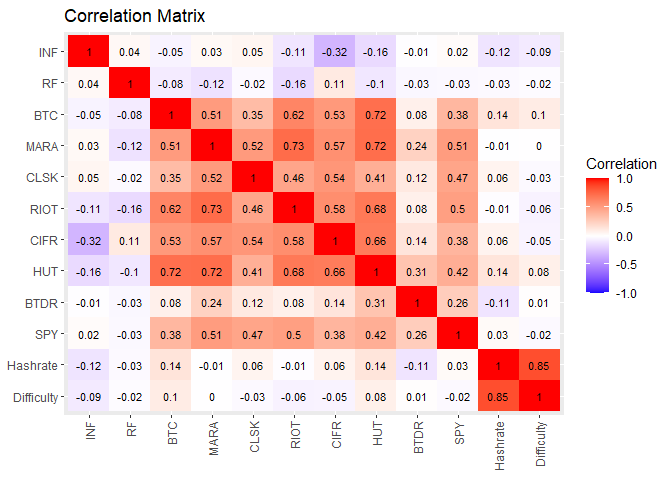 Correlation Matrix
INF 1 0.04 -0.05 0.03 0.05 -0.11 -0.32 -0.16 -0.01 0.02 -0.12 -0.09
RF 0.04 1 -0.08 -0.12 -0.02 -0.16 0.11 -0.1 -0.03 -0.03 -0.03 -0.02
BTC -0.05 -0.08 1 0.51 0.35 0.62 0.53 0.72 0.08 0.38 0.14 0.1
MARA 0.03 -0.12 0.51 1 0.52 0.73 0.57 0.72 0.24 0.51 -0.01 0
CLSK 0.05 -0.02 0.35 0.52 1 0.46 0.54 0.41 0.12 0.47 0.06 -0.03
RIOT -0.11 -0.16 0.62 0.73 0.46 1 0.58 0.68 0.08 0.5 -0.01 -0.06
CIFR -0.32 0.11 0.53 0.57 0.54 0.58 1 0.66 0.14 0.38 0.06 -0.05
HUT -0.16 -0.1 0.72 0.72 0.41 0.68 0.66 1 0.31 0.42 0.14 0.08
BTDR -0.01 -0.03 0.08 0.24 0.12 0.08 0.14 0.31 1 0.26 -0.11 0.01
SPY 0.02 -0.03 0.38 0.51 0.47 0.5 0.38 0.42 0.26 1 0.03 -0.02
Hashrate -0.12 -0.03 0.14 -0.01 0.06 -0.01 0.06 0.14 -0.11 0.03 1 0.85
Difficulty -0.09 -0.02 0.1 0 -0.03 -0.06 -0.05 0.08 0.01 -0.02 0.85 1
INF RF BTC MARA CLSK RIOT CIFR HUT BTDR SPY Hashrate Difficulty
Correlation
1.0
0.5
0.0
-0.5
-1.0